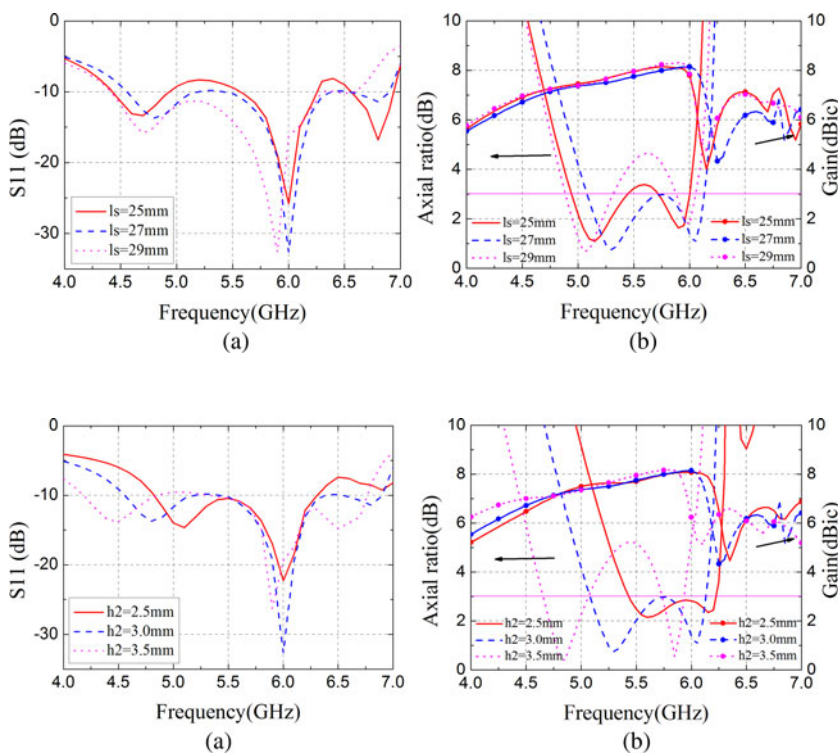 0
-10
-20
-30
S11 (dB)
ls=25mm
ls=27mm
ls=29mm
4.0 4.5 5.0 5.5 6.0 6.5 7.0
Frequency(GHz)
(a)
10
8
6
4
2
0
Axial ratio(dB)
10
8
6
4
2
0
Gain(dBic)
ls=25mm
ls=27mm
ls=29mm
ls=25mm
ls=27mm
ls=29mm
4.0 4.5 5.0 5.5 6.0 6.5 7.0
Frequency(GHz)
(b)
0
-10
-20
-30
S11 (dB)
h2=2.5mm
h2=3.0mm
h2=3.5mm
4.0 4.5 5.0 5.5 6.0 6.5 7.0
Frequency(GHz)
(a)
10
8
6
4
2
0
Axial ratio(dB)
10
8
6
4
2
0
Gain(dBic)
h2=2.5mm
h2=3.0mm
h2=3.5mm
h2=2.5mm
h2=3.0mm
h2=3.5mm
4.0 4.5 5.0 5.5 6.0 6.5 7.0
Frequency(GHz)
(b)